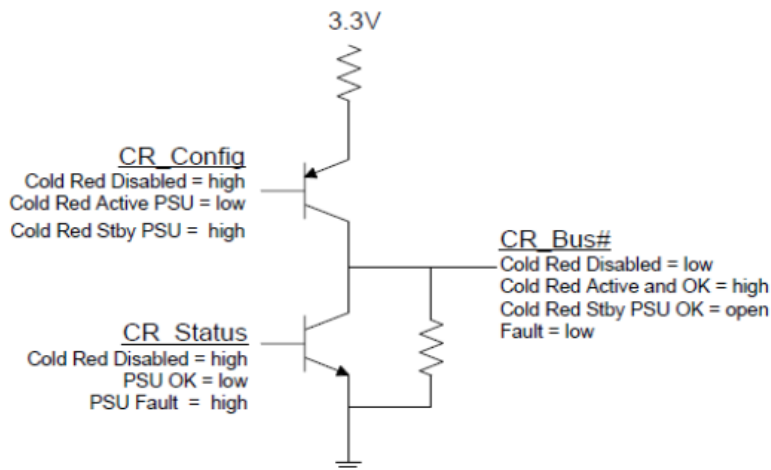 3.3V
CR_Config
Cold Red Disabled = high
Cold Red Active PSU = low
Cold Red Stby PSU = high
CR_Bus#
Cold Red Disabled = low
Cold Red Active and OK = high
Cold Red Stby PSU OK = open
Fault = low
CR_Status
Cold Red Disabled = high
PSU OK = low
PSU Fault = high